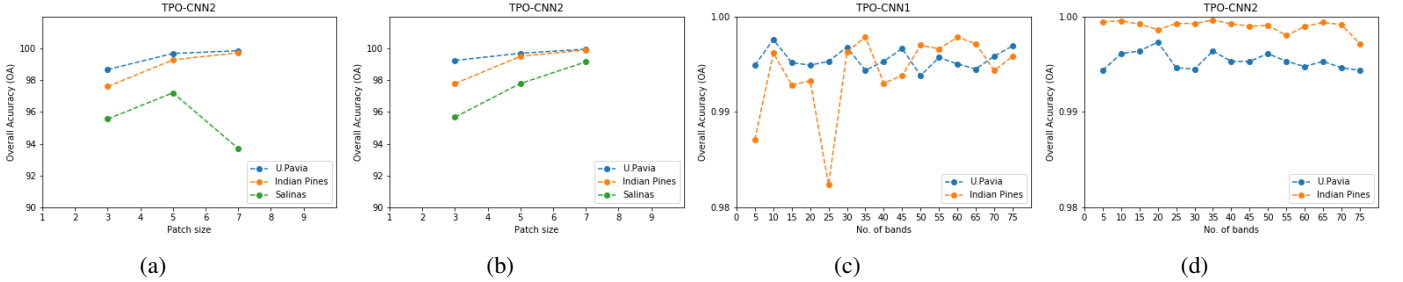 TPO-CNN2
Overall Acuuracy (OA)
100
98
96
94
92
90
1 2 3 4 5 6 7 8 9
Patch size
U.Pavia
Indian Pines
Salinas
(a)
TPO-CNN2
Overall Acuuracy (OA)
100
98
96
94
92
90
1 2 3 4 5 6 7 8 9
Patch size
U.Pavia
Indian Pines
Salinas
(b)
TPO-CNN1
Overall Acuuracy (OA)
1.00
0.99
0.98
0 5 10 15 20 25 30 35 40 45 50 55 60 65 70 75
No. of bands
U.Pavia
Indian Pines
(c)
TPO-CNN2
Overall Acuuracy (OA)
1.00
0.99
0.98
0 5 10 15 20 25 30 35 40 45 50 55 60 65 70 75
No. of bands
U.Pavia
Indian Pines
(d)